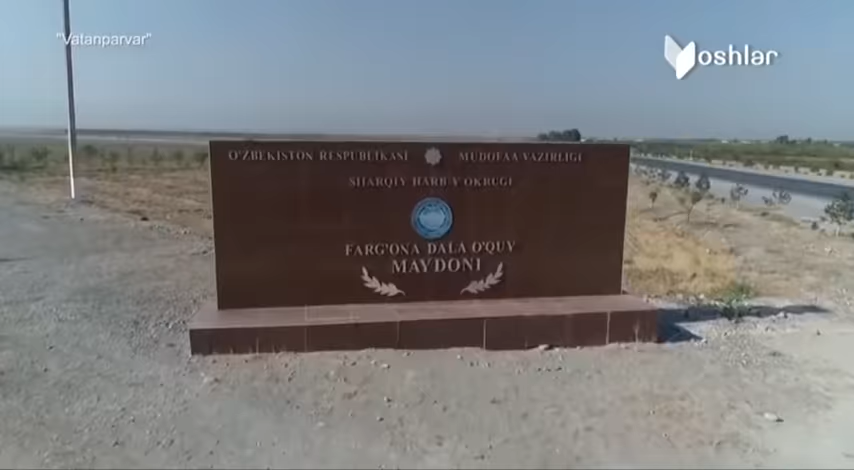 "Vatanparvar"
Yoshlar
O'ZBEKISTON RESPUBLIKASI MUDOFAA VAZIRLIGI
SHARQIY HARBIY OKRUGI
FARG'ONA DALA O'QUV
MAYDONI